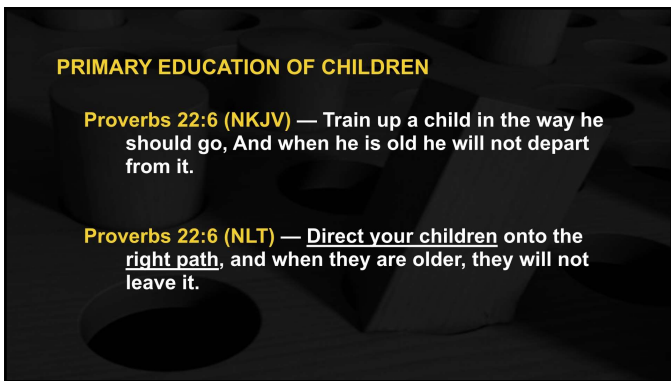 PRIMARY EDUCATION OF CHILDREN
Proverbs 22:6 (NKJV) — Train up a child in the way he
should go, And when he is old he will not depart
from it.
Proverbs 22:6 (NLT) — Direct your children onto the
right path, and when they are older, they will not
leave it.